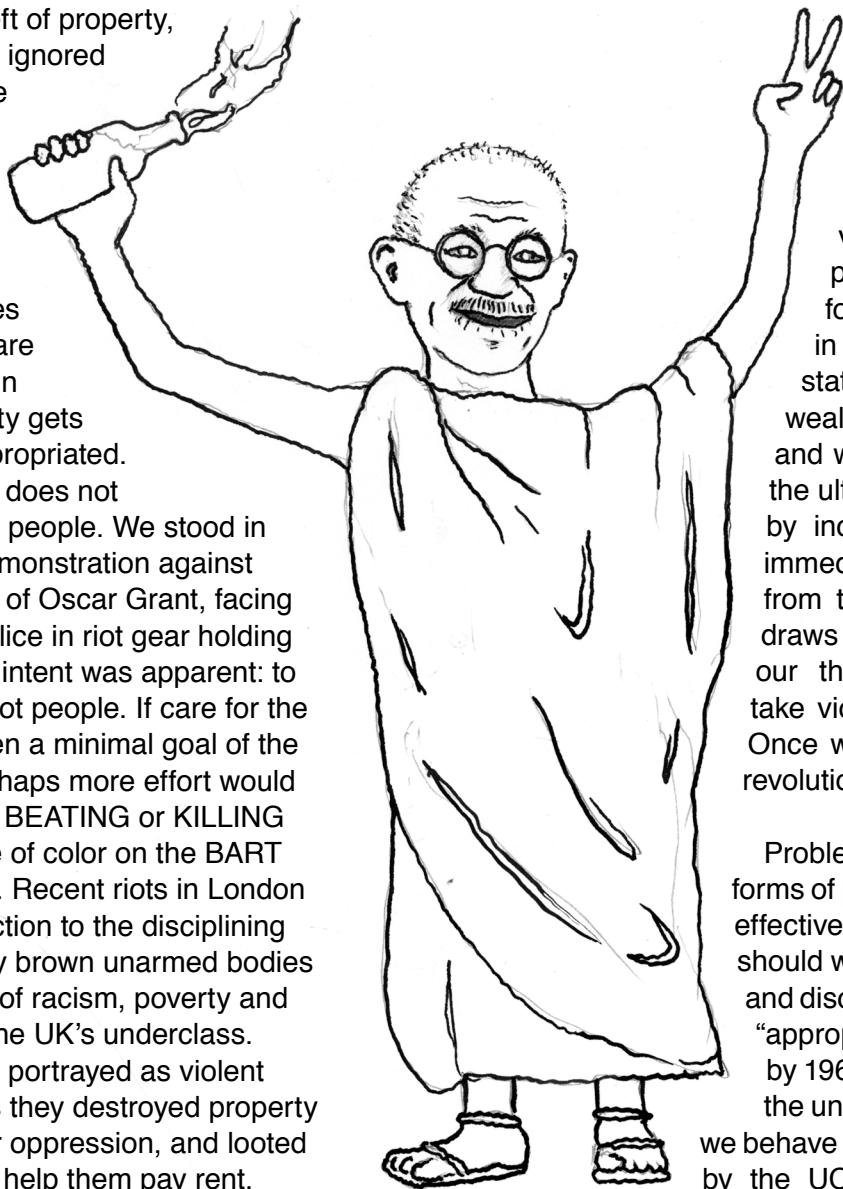 ft of property,
ignored
e
es
are
n
ty gets
propriated.
does not
people. We stood in
monstration against
of Oscar Grant, facing
lice in riot gear holding
intent was apparent: to
ot people. If care for the
en a minimal goal of the
haps more effort would
BEATING or KILLING
e of color on the BART
. Recent riots in London
ction to the disciplining
y brown unarmed bodies
of racism, poverty and
he UK’s underclass.
portrayed as violent
s they destroyed property
r oppression, and looted
help them pay rent.
v
p
fo
in
stat
weal
and w
the ult
by inc
immed
from t
draws
our th
take vio
Once w
revolutio
Proble
forms of
effective
should w
and disc
“approp
by 196
the un
we behave
by the UC